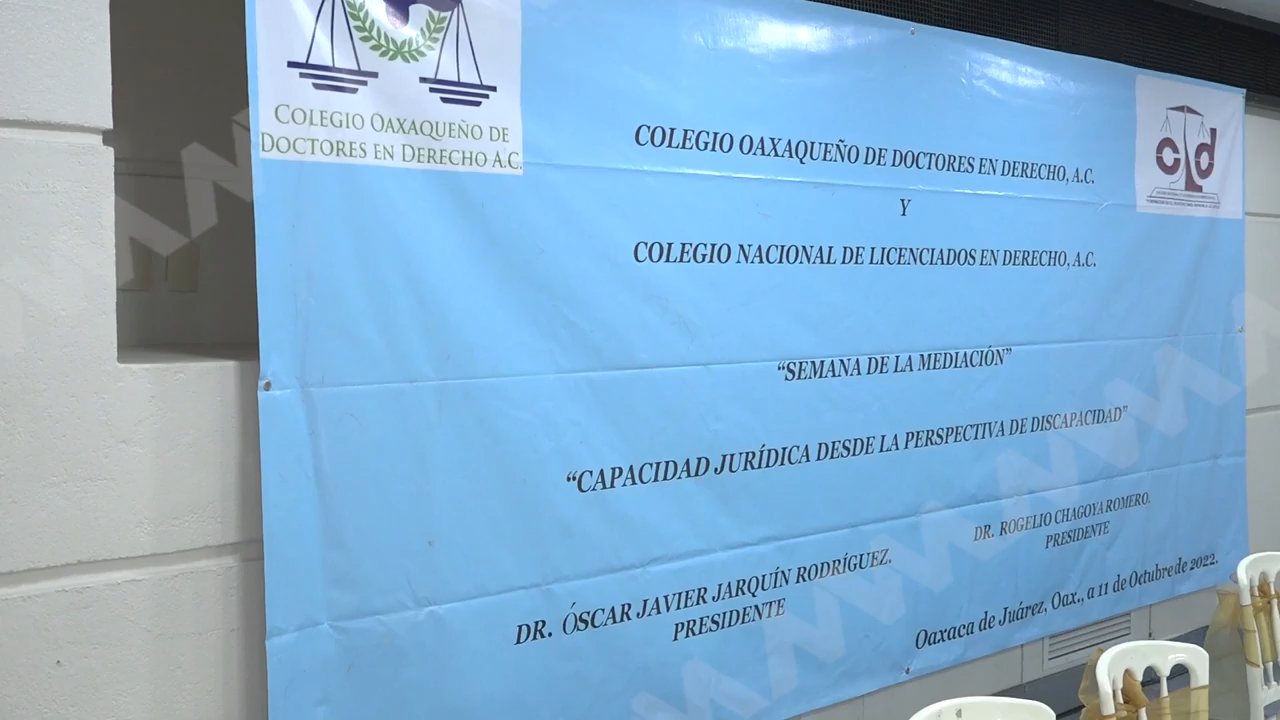 COLEGIO OAXAQUEÑO DE
DOCTORES EN DERECHO A.C.
COLEGIO OAXAQUEÑO DE DOCTORES EN DERECHO, A.C.
Y
COLEGIO NACIONAL DE LICENCIADOS EN DERECHO, A.C.
"SEMANA DE LA MEDIACIÓN"
"CAPACIDAD JURÍDICA DESDE LA PERSPECTIVA DE DISCAPACIDAD"
DR. ÓSCAR JAVIER JARQUÍN RODRÍGUEZ.
PRESIDENTE
DR. ROGELIO CHAGOYA ROMERO.
PRESIDENTE
Oaxaca de Juárez, Oax., a 11 de Octubre de 2022.